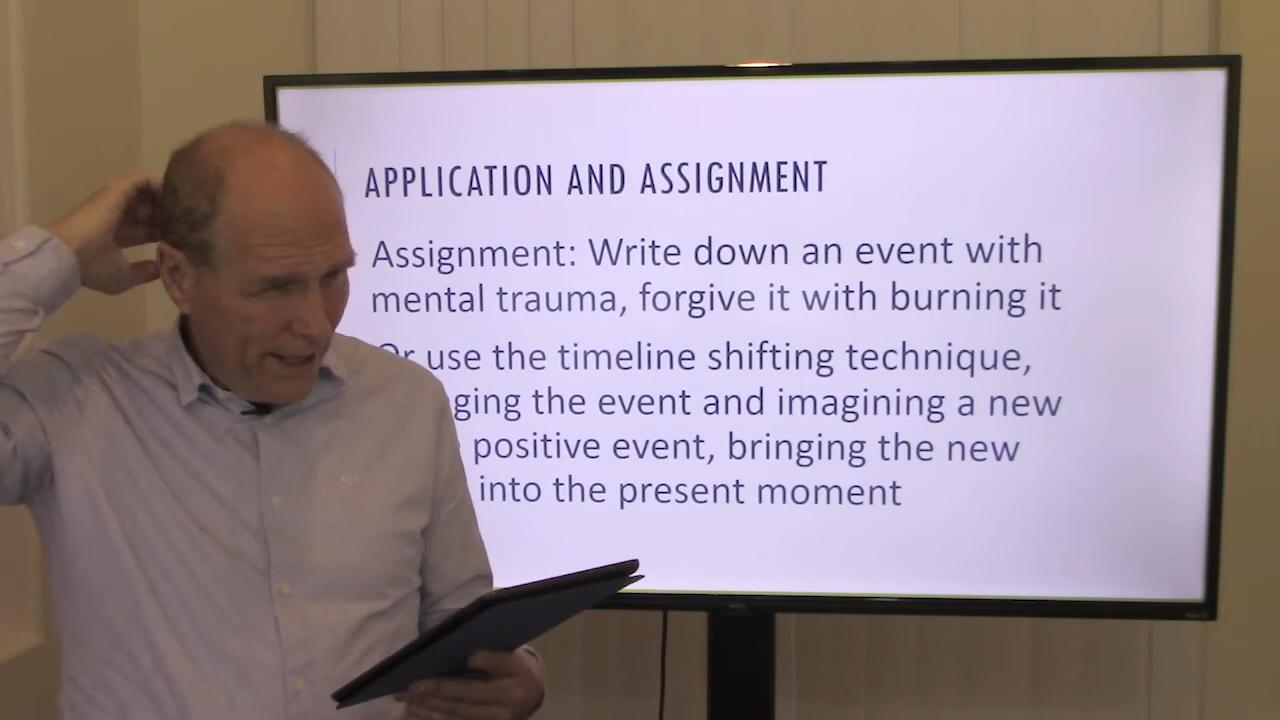 APPLICATION AND ASSIGNMENT
Assignment: Write down an event with
mental trauma, forgive it with burning it
Or use the timeline shifting technique,
the event and imagining a new
positive event, bringing the new
into the present moment